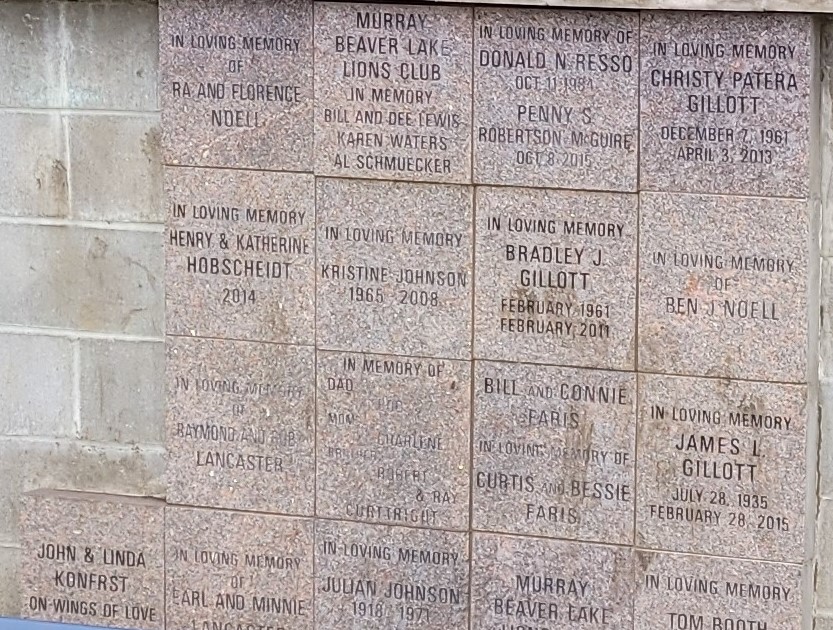 IN LOVING MEMORY
OF
RA AND FLORENCE
NOELL
MURRAY
BEAVER LAKE
LIONS CLUB
IN MEMORY
BILL AND DEE LEWIS
KAREN WATERS
AL SCHMUECKER
IN LOVING MEMORY OF
DONALD N RESSO
OCT 11 1984
PENNY S.
ROBERTSON-McGUIRE
OCT 8 2015
IN LOVING MEMORY
CHRISTY PATERA
GILLOTT
DECEMBER 7, 1961
APRIL 3, 2013
IN LOVING MEMORY
HENRY & KATHERINE
HOBSCHEIDT
2014
IN LOVING MEMORY
KRISTINE JOHNSON
1965 2008
IN LOVING MEMORY
BRADLEY J.
GILLOTT
FEBRUARY 1961
FEBRUARY 2011
IN LOVING MEMORY
OF
BEN J NOELL
IN LOVING MEMORY
OF
RAYMOND AND
LANCASTER
IN MEMORY OF
DAD
MOM
CHARLENE
ROBERT
& RAY
CURTTRIGHT
BILL AND CONNIE
FARIS
IN LOVING MEMORY OF
CURTIS AND BESSIE
FARIS
IN LOVING MEMORY
JAMES L.
GILLOTT
JULY 28, 1935
FEBRUARY 28, 2015
JOHN & LINDA
KONFRST
ON WINGS OF LOVE
IN LOVING MEMORY
OF
EARL AND MINNIE
LANCASTER
IN LOVING MEMORY
JULIAN JOHNSON
1918 1971
MURRAY
BEAVER LAKE
LIONS
IN LOVING MEMORY
TOM BOOTH